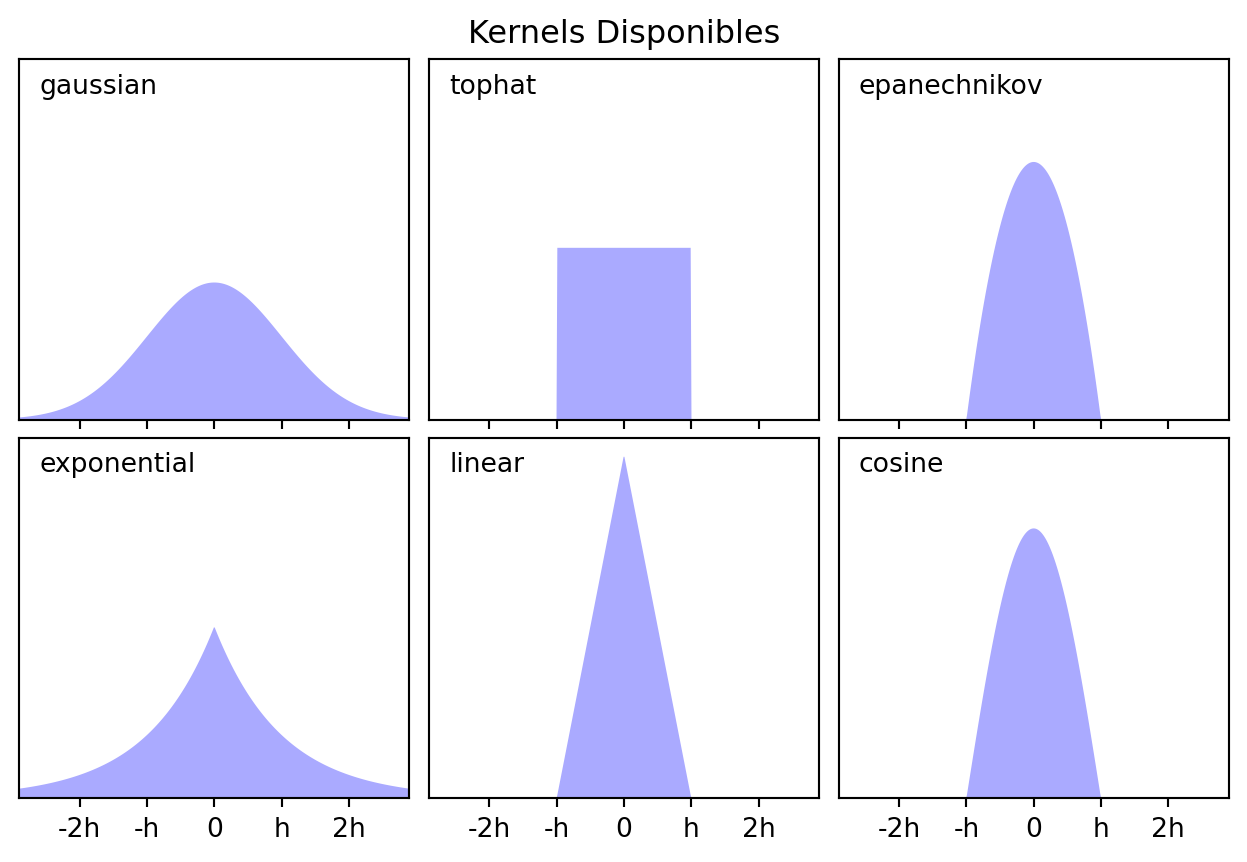 Kernels Disponibles
gaussian
tophat
epanechnikov
exponential
linear
cosine
-2h -h 0 h 2h
-2h -h 0 h 2h
-2h -h 0 h 2h